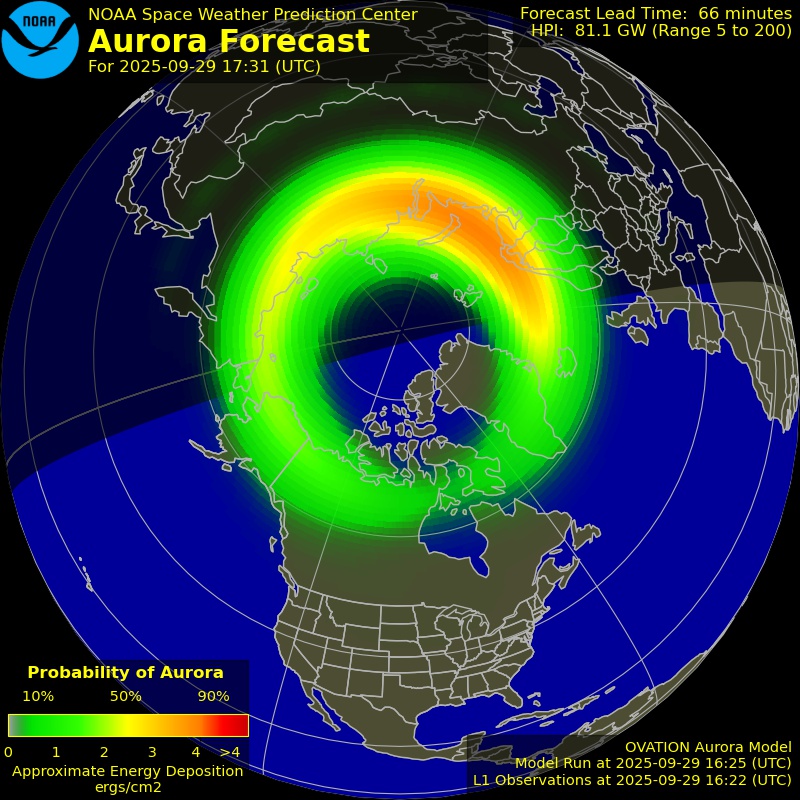 NOAA
NOAA Space Weather Prediction Center
Aurora Forecast
For 2025-09-29 17:31 (UTC)
Forecast Lead Time: 66 minutes
HPI: 81.1 GW (Range 5 to 200)
Probability of Aurora
10% 50% 90%
0 1 2 3 4 >4
Approximate Energy Deposition
ergs/cm2
OVATION Aurora Model
Model Run at 2025-09-29 16:25 (UTC)
L1 Observations at 2025-09-29 16:22 (UTC)